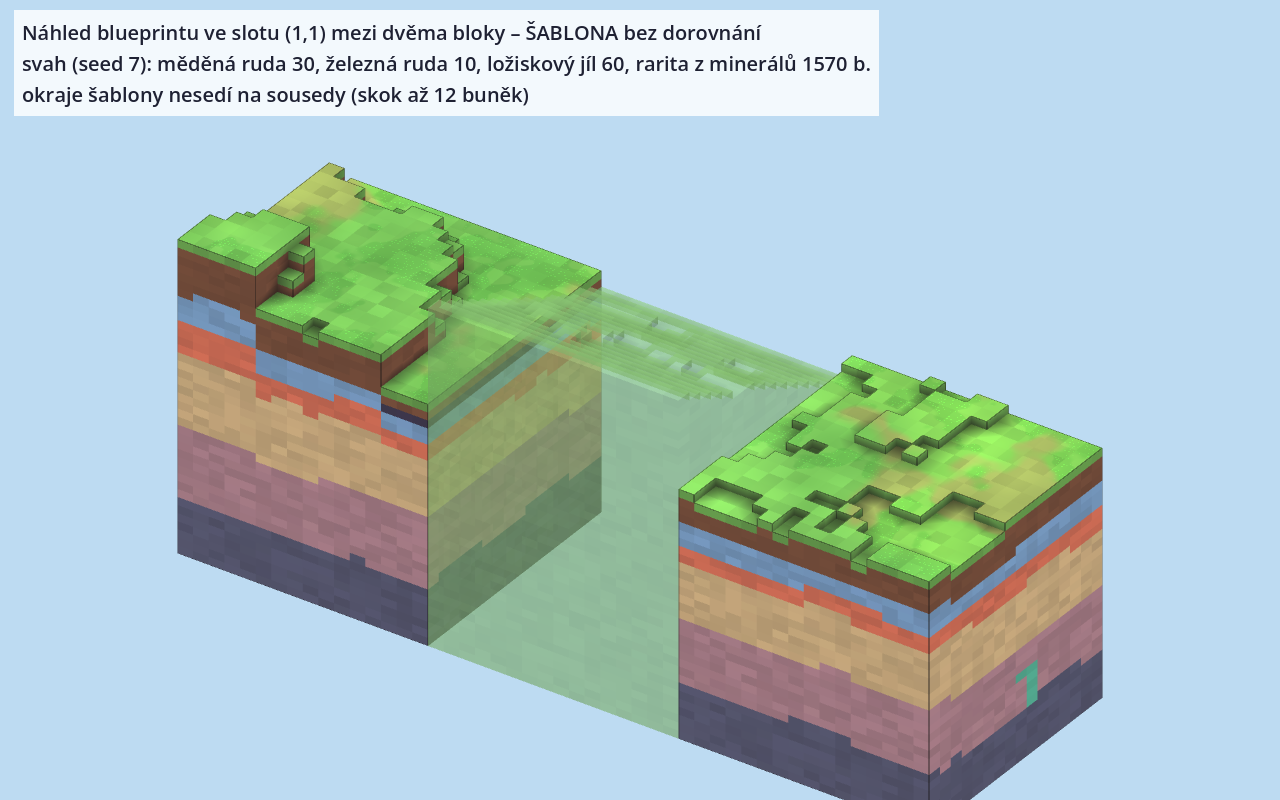 Náhled blueprintu ve slotu (1,1) mezi dvěma bloky – ŠABLONA bez dorovnání
svah (seed 7): měděná ruda 30, železná ruda 10, ložiskový jíl 60, rarita z minerálů 1570 b.
okraje šablony nesedí na sousedy (skok až 12 buněk)
1